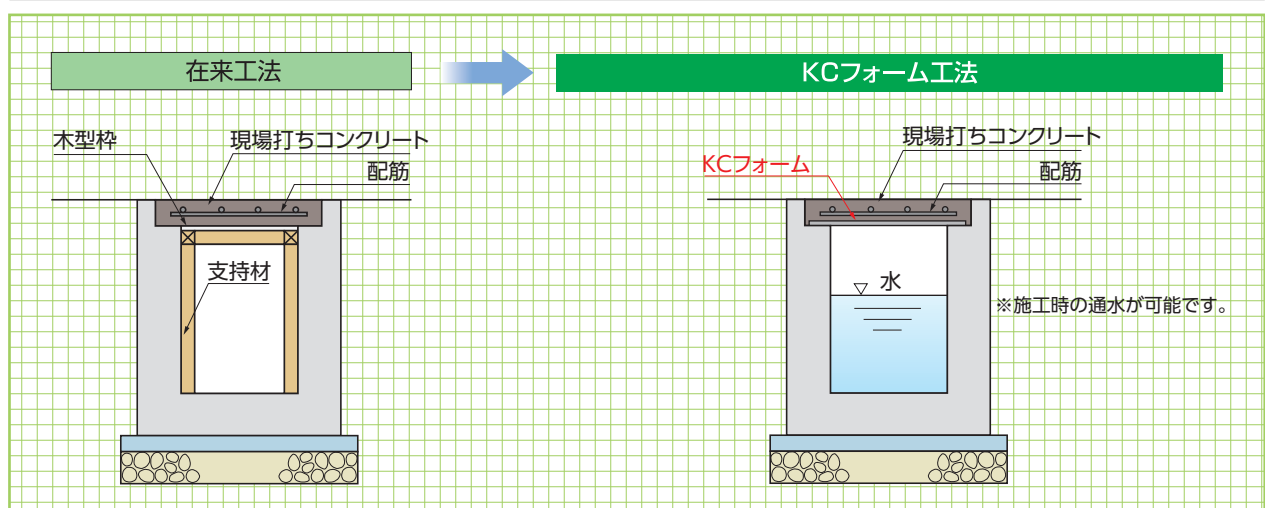 在来工法
KCフォーム工法
木型枠
現場打ちコンクリート
配筋
支持材
現場打ちコンクリート
KCフォーム
配筋
水
※施工時の通水が可能です。